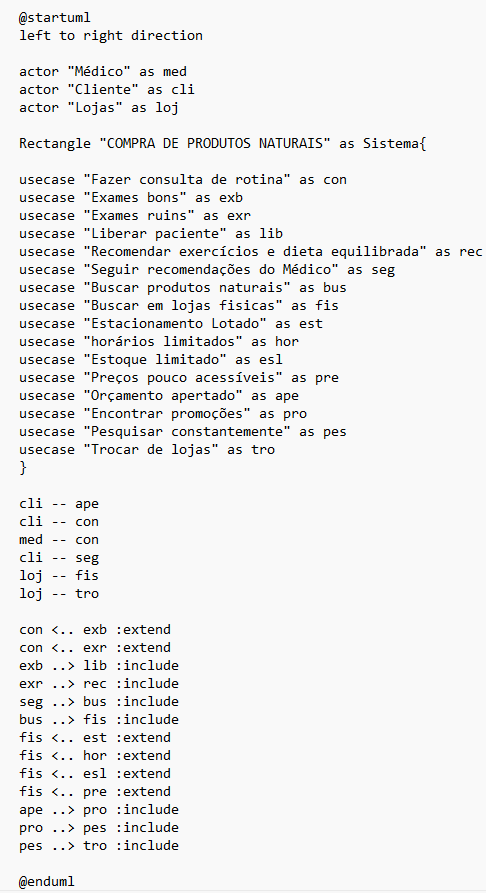 @startuml
left to right direction

actor "Médico" as med
actor "Cliente" as cli
actor "Lojas" as loj

Rectangle "COMPRA DE PRODUTOS NATURAIS" as Sistema{

usecase "Fazer consulta de rotina" as con
usecase "Exames bons" as exb
usecase "Exames ruins" as exr
usecase "Liberar paciente" as lib
usecase "Recomendar exercícios e dieta equilibrada" as rec
usecase "Seguir recomendações do Médico" as seg
usecase "Buscar produtos naturais" as bus
usecase "Buscar em lojas fisicas" as fis
usecase "Estacionamento Lotado" as est
usecase "horários limitados" as hor
usecase "Estoque limitado" as esl
usecase "Preços pouco acessíveis" as pre
usecase "Orçamento apertado" as ape
usecase "Encontrar promoções" as pro
usecase "Pesquisar constantemente" as pes
usecase "Trocar de lojas" as tro
}

cli -- ape
cli -- con
med -- con
cli -- seg
loj -- fis
loj -- tro

con <.. exb :extend
con <.. exr :extend
exb ..> lib :include
exr ..> rec :include
seg ..> bus :include
bus ..> fis :include
fis <.. est :extend
fis <.. hor :extend
fis <.. esl :extend
fis <.. pre :extend
ape ..> pro :include
pro ..> pes :include
pes ..> tro :include

@enduml